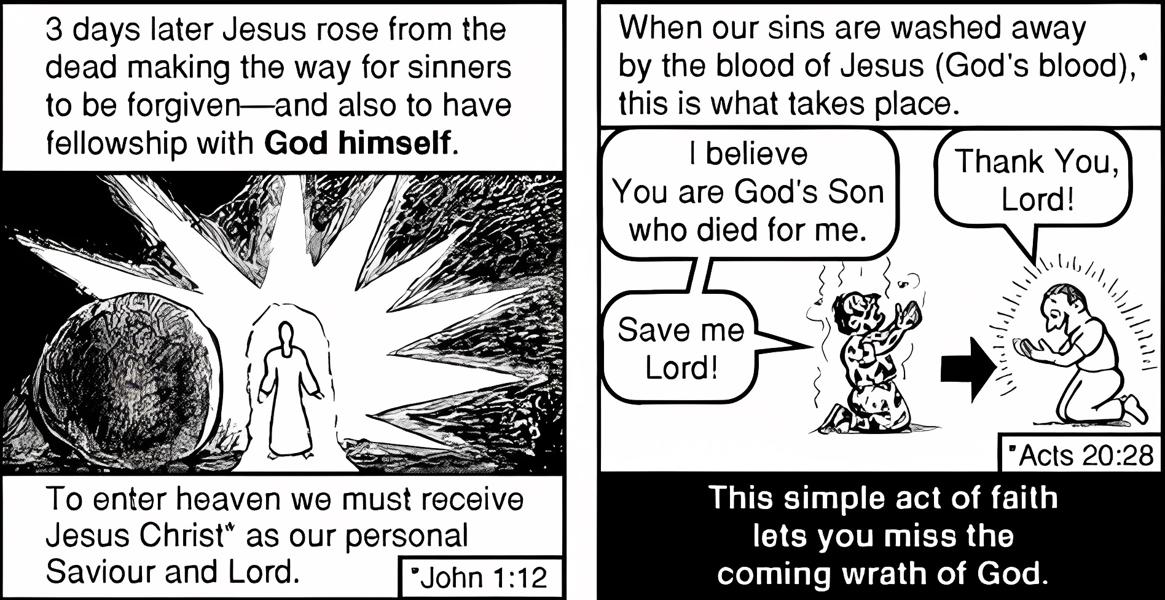 3 days later Jesus rose from the
dead making the way for sinners
to be forgiven—and also to have
fellowship with God himself.
To enter heaven we must receive
Jesus Christ* as our personal
Saviour and Lord.
*John 1:12
When our sins are washed away
by the blood of Jesus (God's blood),*
this is what takes place.
I believe
You are God's Son
who died for me.
Save me
Lord!
Thank You,
Lord!
*Acts 20:28
This simple act of faith
lets you miss the
coming wrath of God.